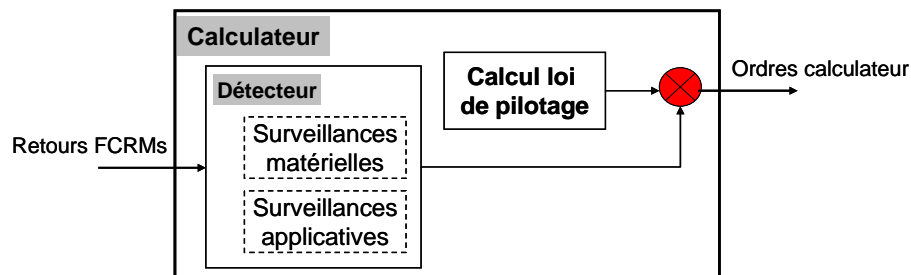 Calculateur
Détecteur
Surveillances
matérielles
Surveillances
applicatives
Calcul loi
de pilotage
Ordres calculateur
Retours FCRMs